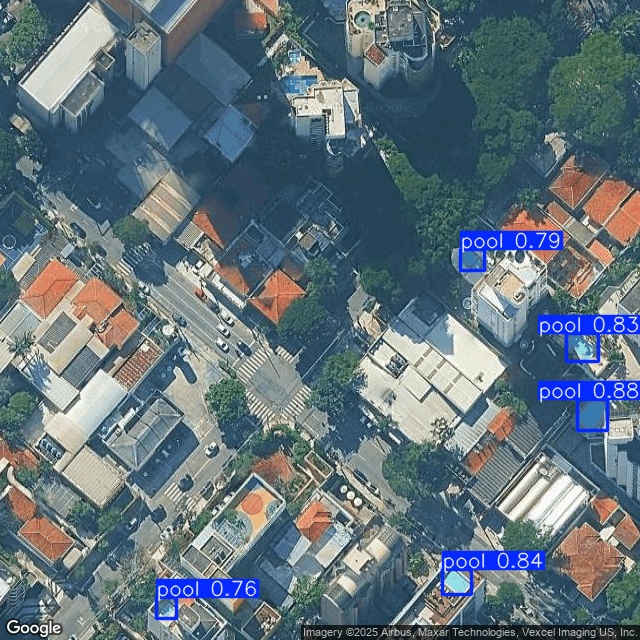 pool 0.79
pool 0.83
pool 0.88
pool 0.84
pool 0.76
Google
Imagery ©2025 Airbus, Maxar Technologies, Vexcel Imaging US, Inc.